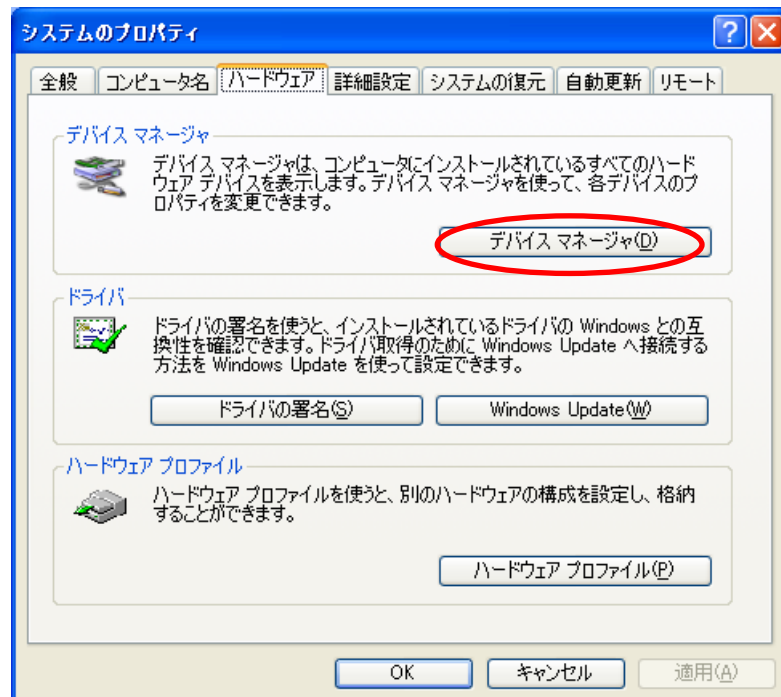 システムのプロパティ
全般 コンピュータ名 ハードウェア 詳細設定 システムの復元 自動更新 リモート
デバイス マネージャ
デバイス マネージャは、コンピュータにインストールされているすべてのハード
ウェア デバイスを表示します。デバイス マネージャを使って、各デバイスのプ
ロパティを変更できます。
デバイス マネージャ(D)
ドライバ
ドライバの署名を使うと、インストールされているドライバの Windows との互
換性を確認できます。ドライバ取得のために Windows Update へ接続する
方法を Windows Update を使って設定できます。
ドライバの署名(S) Windows Update(W)
ハードウェア プロファイル
ハードウェア プロファイルを使うと、別のハードウェアの構成を設定し、格納
することができます。
ハードウェア プロファイル(P)
OK キャンセル 適用(A)